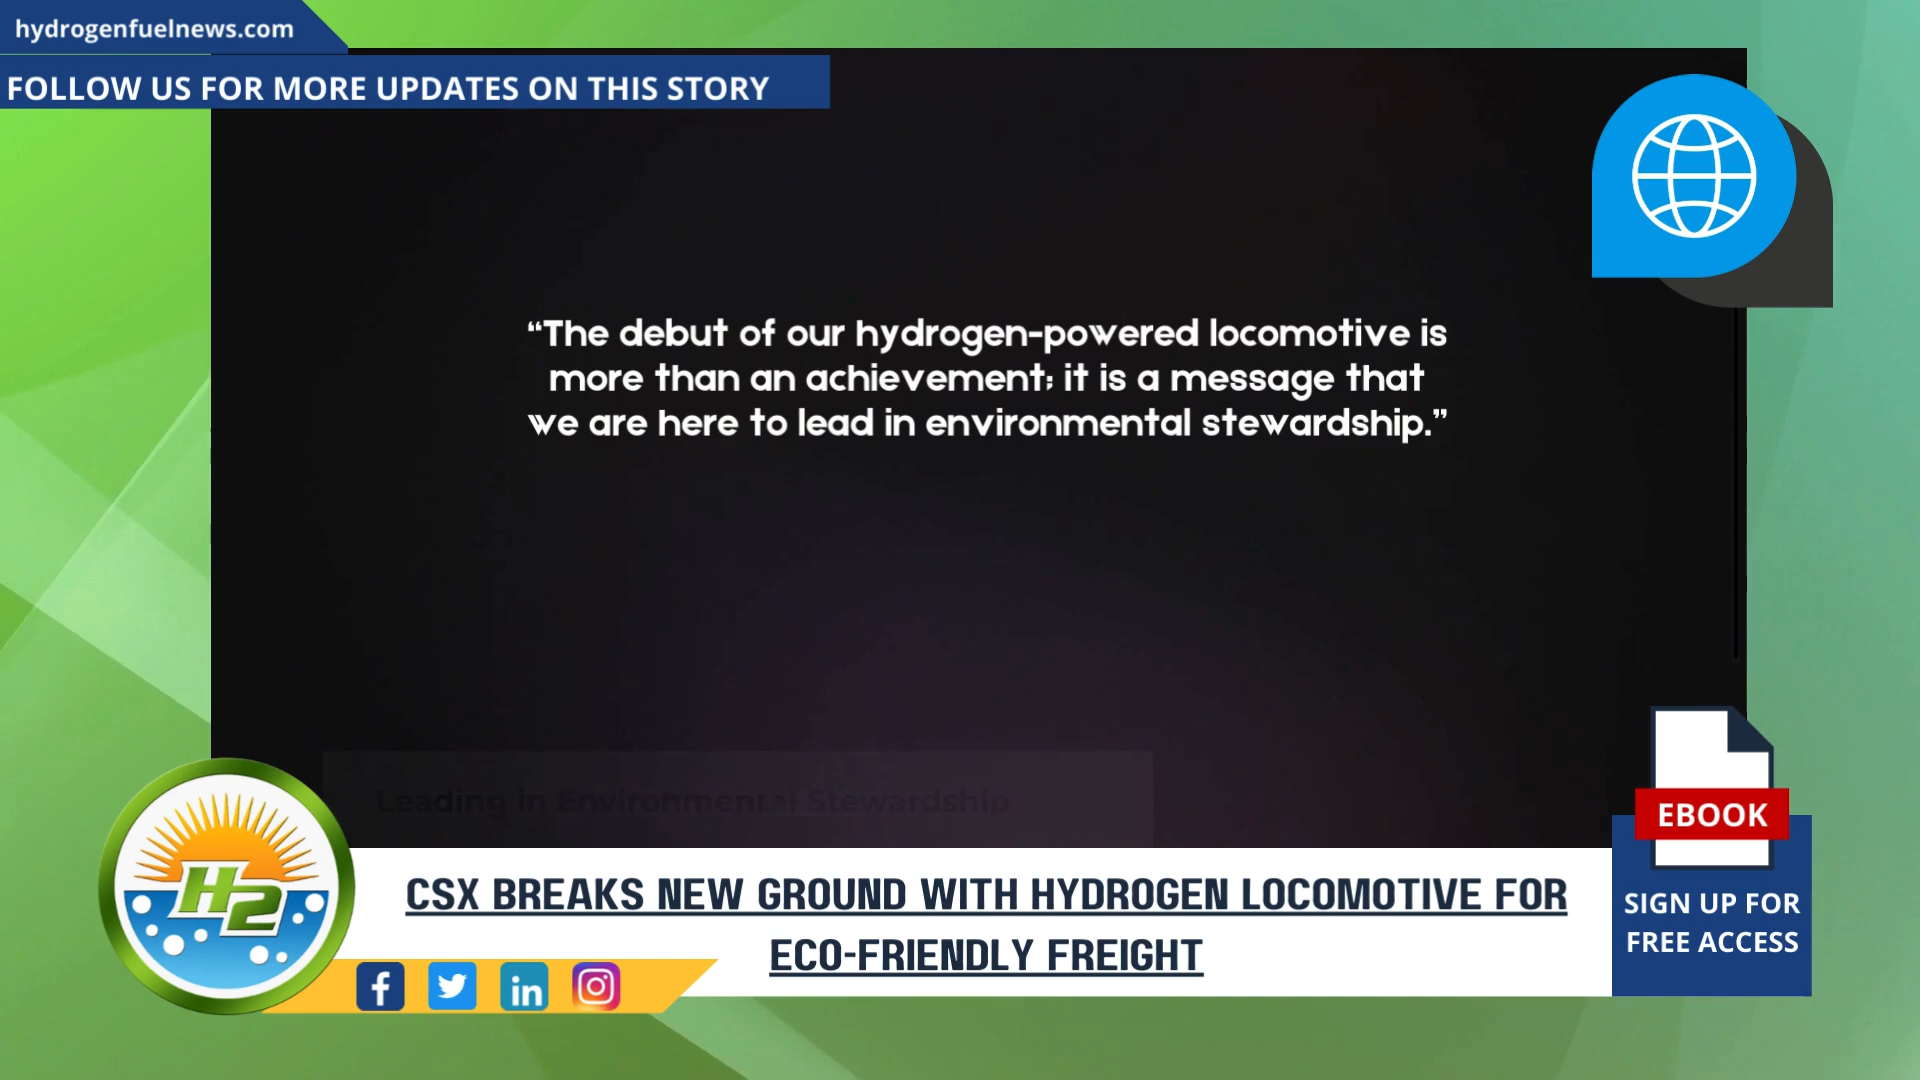 hydrogenfuelnews.com
FOLLOW US FOR MORE UPDATES ON THIS STORY
“The debut of our hydrogen-powered locomotive is
more than an achievement; it is a message that
we are here to lead in environmental stewardship.”
Leading in Environmental Stewardship
H2
CSX BREAKS NEW GROUND WITH HYDROGEN LOCOMOTIVE FOR
ECO-FRIENDLY FREIGHT
EBOOK
SIGN UP FOR
FREE ACCESS
f
in